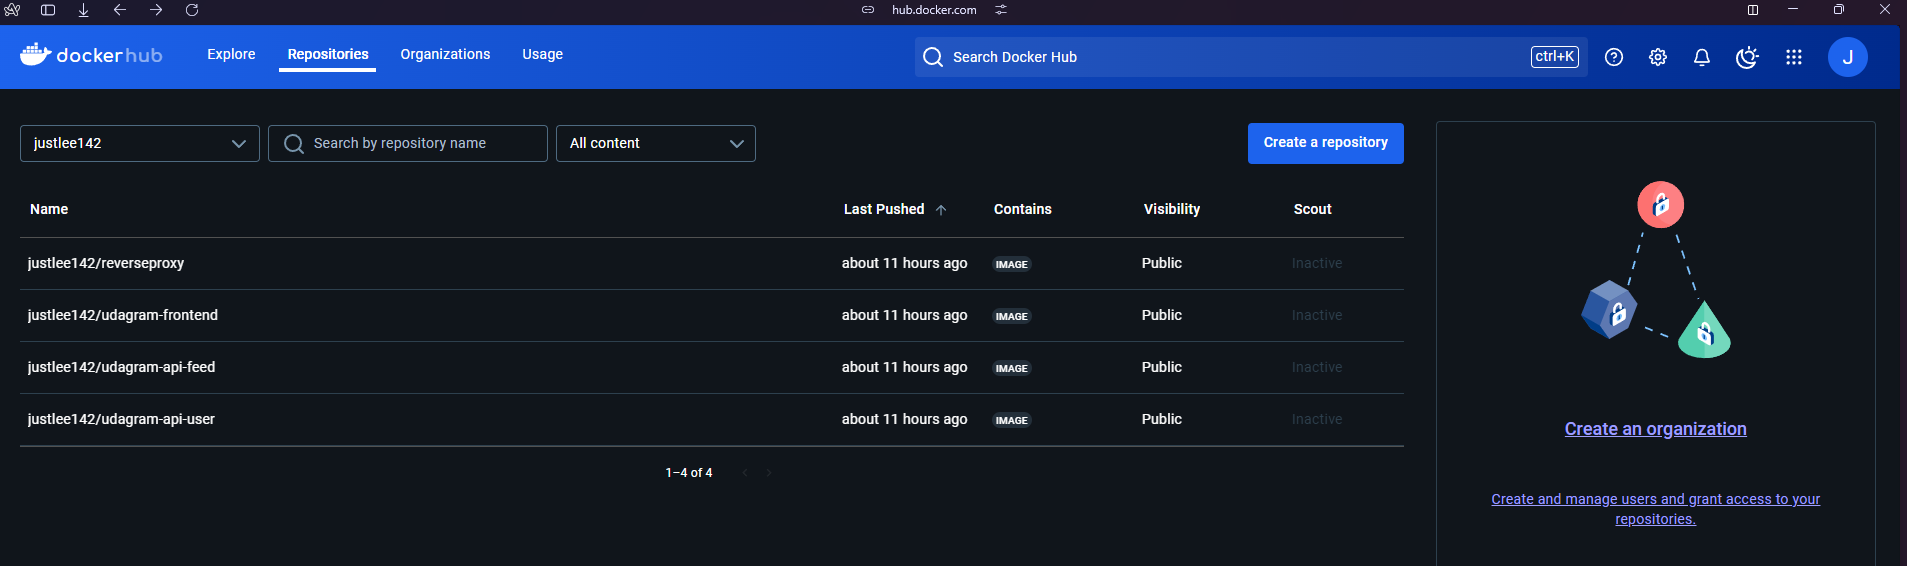 hub.docker.com
dockerhub Explore Repositories Organizations Usage Search Docker Hub ctrl+K J
justlee142 Search by repository name All content Create a repository
Name Last Pushed Contains Visibility Scout
justlee142/reverseproxy about 11 hours ago IMAGE Public Inactive
justlee142/udagram-frontend about 11 hours ago IMAGE Public Inactive
justlee142/udagram-api-feed about 11 hours ago IMAGE Public Inactive
justlee142/udagram-api-user about 11 hours ago IMAGE Public Inactive
1–4 of 4
Create an organization
Create and manage users and grant access to your
repositories.